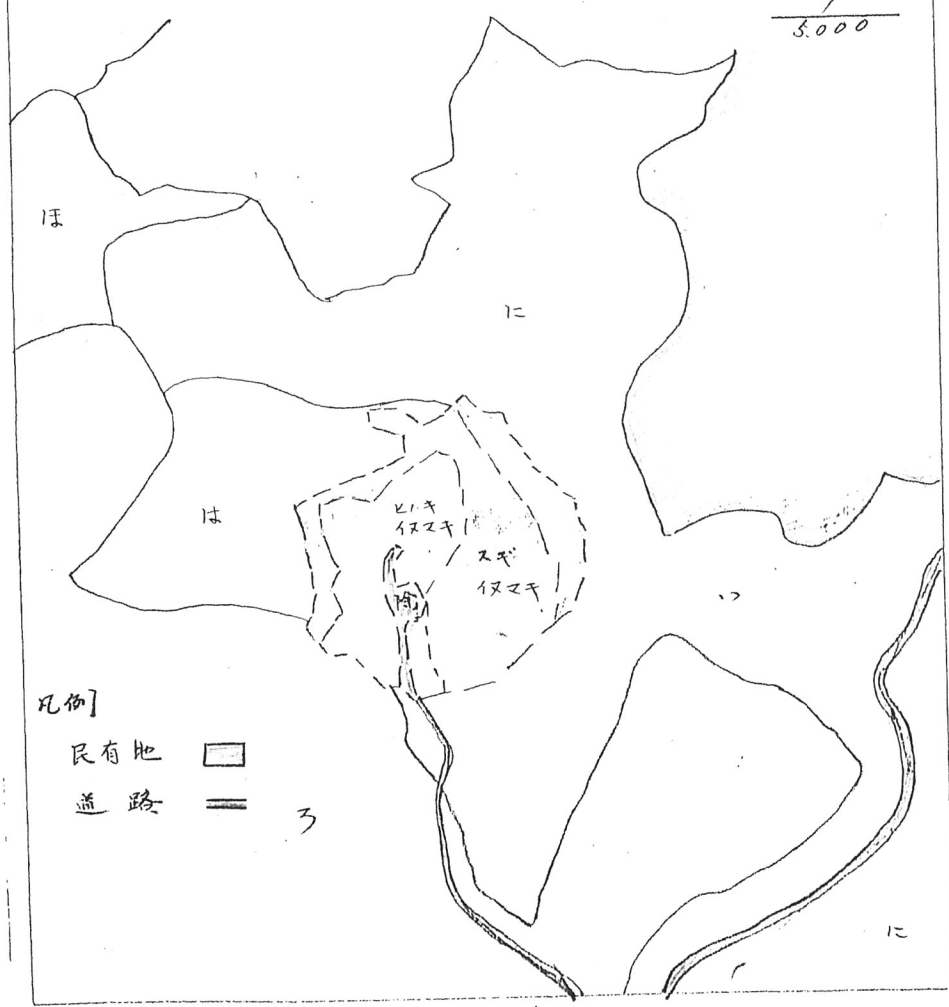 1
5.000
ほ
に
は
ヒノキ
イヌマキ
スギ
イヌマキ
い
凡例
民有地
道路
ろ
に